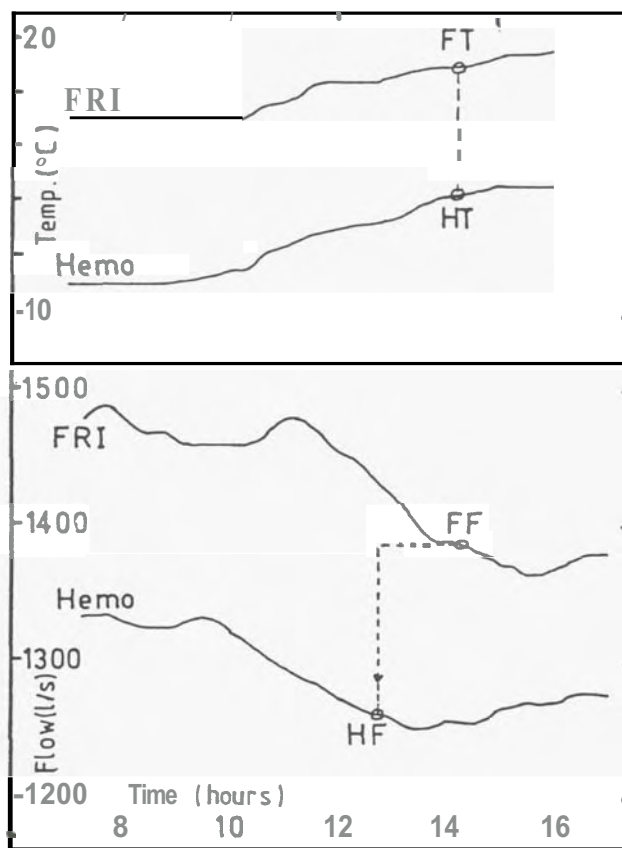 20
FT
FRI
Temp.(°C)
HT
Hemo
-10
1500
FRI
1400
FF
Hemo
1300
HF
Flow(l/s)
-1200 Time (hours)
8 10 12 14 16